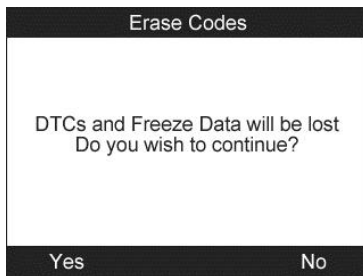 Erase Codes
DTCs and Freeze Data will be lost
Do you wish to continue?
Yes No